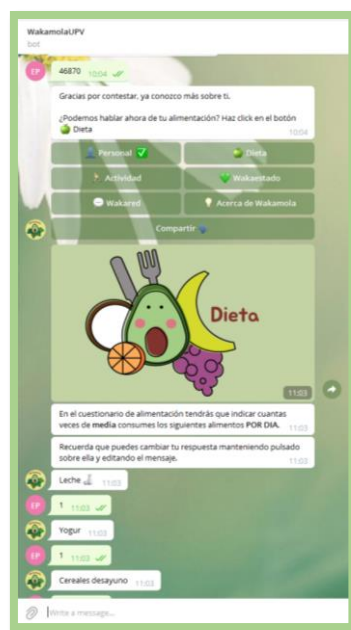 WakamolaUPV
bot
EP
46870 10:04
Gracias por contestar, ya conozco más sobre ti.
¿Podemos hablar ahora de tu alimentación? Haz click en el botón
🍏 Dieta 10:04
👤 Personal ✅ 🍏 Dieta
Actividad 💚 Wakaestado
💬 Wakared 💡 Acerca de Wakamola
Compartir
Dieta
11:03
En el cuestionario de alimentación tendrás que indicar cuantas
veces de media consumes los siguientes alimentos POR DIA. 11:03
Recuerda que puedes cambiar tu respuesta manteniendo pulsado
sobre ella y editando el mensaje. 11:03
Leche 🥛 11:03
EP
1 11:03
Yogur 11:03
EP
1 11:03
Cereales desayuno 11:03
Write a message...